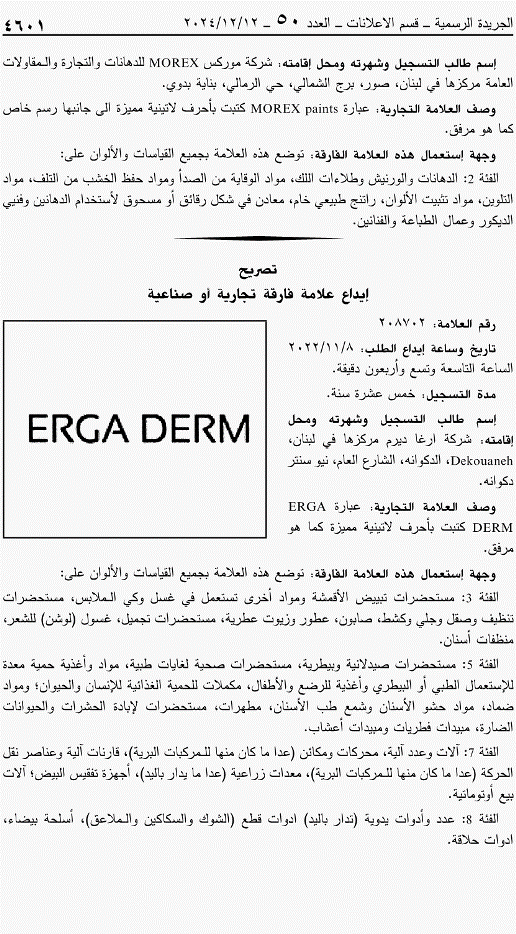 الجريدة الرسمية – قسم الاعلانات – العدد ٥٠ – ٢٠٢٤/١٢/١٢ ٤٦٠١
إسم طالب التسجيل وشهرته ومحل إقامته: شركة موركس MOREX للدهانات والتجارة والمقاولات
العامة مركزها في لبنان، صور، برج الشمالي، حي الرمالي، بناية بدوي.
وصف العلامة التجارية: عبارة MOREX paints كتبت بأحرف لاتينية مميزة الى جانبها رسم خاص
كما هو مرفق.
وجهة إستعمال هذه العلامة الفارقة: توضع هذه العلامة بجميع القياسات والألوان على:
الفئة 2: الدهانات والورنيش وطلاءات اللك، مواد الوقاية من الصدأ ومواد حفظ الخشب من التلف، مواد
التلوين، مواد تثبيت الألوان، راتنج طبيعي خام، معادن في شكل رقائق أو مسحوق لأستخدام الدهانين وفنيي
الديكور وعمال الطباعة والفنانين.
تصريح
إيداع علامة فارقة تجارية أو صناعية
رقم العلامة: ٢٠٨٧٠٢
تاريخ وساعة إيداع الطلب: ٢٠٢٢/١١/٨
الساعة التاسعة وتسع وأربعون دقيقة.
مدة التسجيل: خمس عشرة سنة.
إسم طالب التسجيل وشهرته ومحل
إقامته: شركة ارغا ديرم مركزها في لبنان،
Dekouaneh، الدكوانه، الشارع العام، نيو سنتر
دكوانه.
وصف العلامة التجارية: عبارة ERGA
DERM كتبت بأحرف لاتينية مميزة كما هو
مرفق.
ERGA DERM
وجهة إستعمال هذه العلامة الفارقة: توضع هذه العلامة بجميع القياسات والألوان على:
الفئة 3: مستحضرات تبييض الأقمشة ومواد أخرى تستعمل في غسل وكي الملابس، مستحضرات
تنظيف وصقل وجلي وكشط، صابون، عطور وزيوت عطرية، مستحضرات تجميل، غسول (لوشن) للشعر،
منظفات أسنان.
الفئة 5: مستحضرات صيدلانية وبيطرية، مستحضرات صحية لغايات طبية، مواد وأغذية حمية معدة
للإستعمال الطبي أو البيطري وأغذية للرضع والأطفال، مكملات للحمية الغذائية للإنسان والحيوان؛ ومواد
ضماد، مواد حشو الأسنان وشمع طب الأسنان، مطهرات، مستحضرات لإبادة الحشرات والحيوانات
الضارة، مبيدات فطريات ومبيدات أعشاب.
الفئة 7: آلات وعدد آلية، محركات ومكائن (عدا ما كان منها للمركبات البرية)، قارنات آلية وعناصر نقل
الحركة (عدا ما كان منها للمركبات البرية)، معدات زراعية (عدا ما يدار باليد)، أجهزة تفقيس البيض؛ آلات
بيع أوتوماتية.
الفئة 8: عدد وأدوات يدوية (تدار باليد) ادوات قطع (الشوك والسكاكين والملاعق)، أسلحة بيضاء،
ادوات حلاقة.